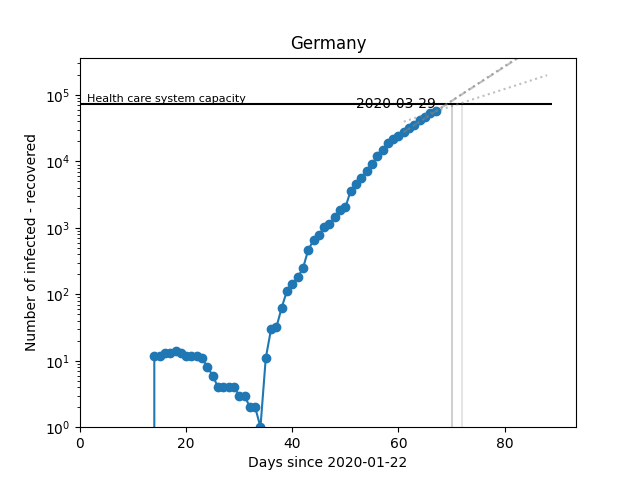 Germany
Number of infected - recovered
10^5
10^4
10^3
10^2
10^1
10^0
Health care system capacity
2020-03-29
0 20 40 60 80
Days since 2020-01-22